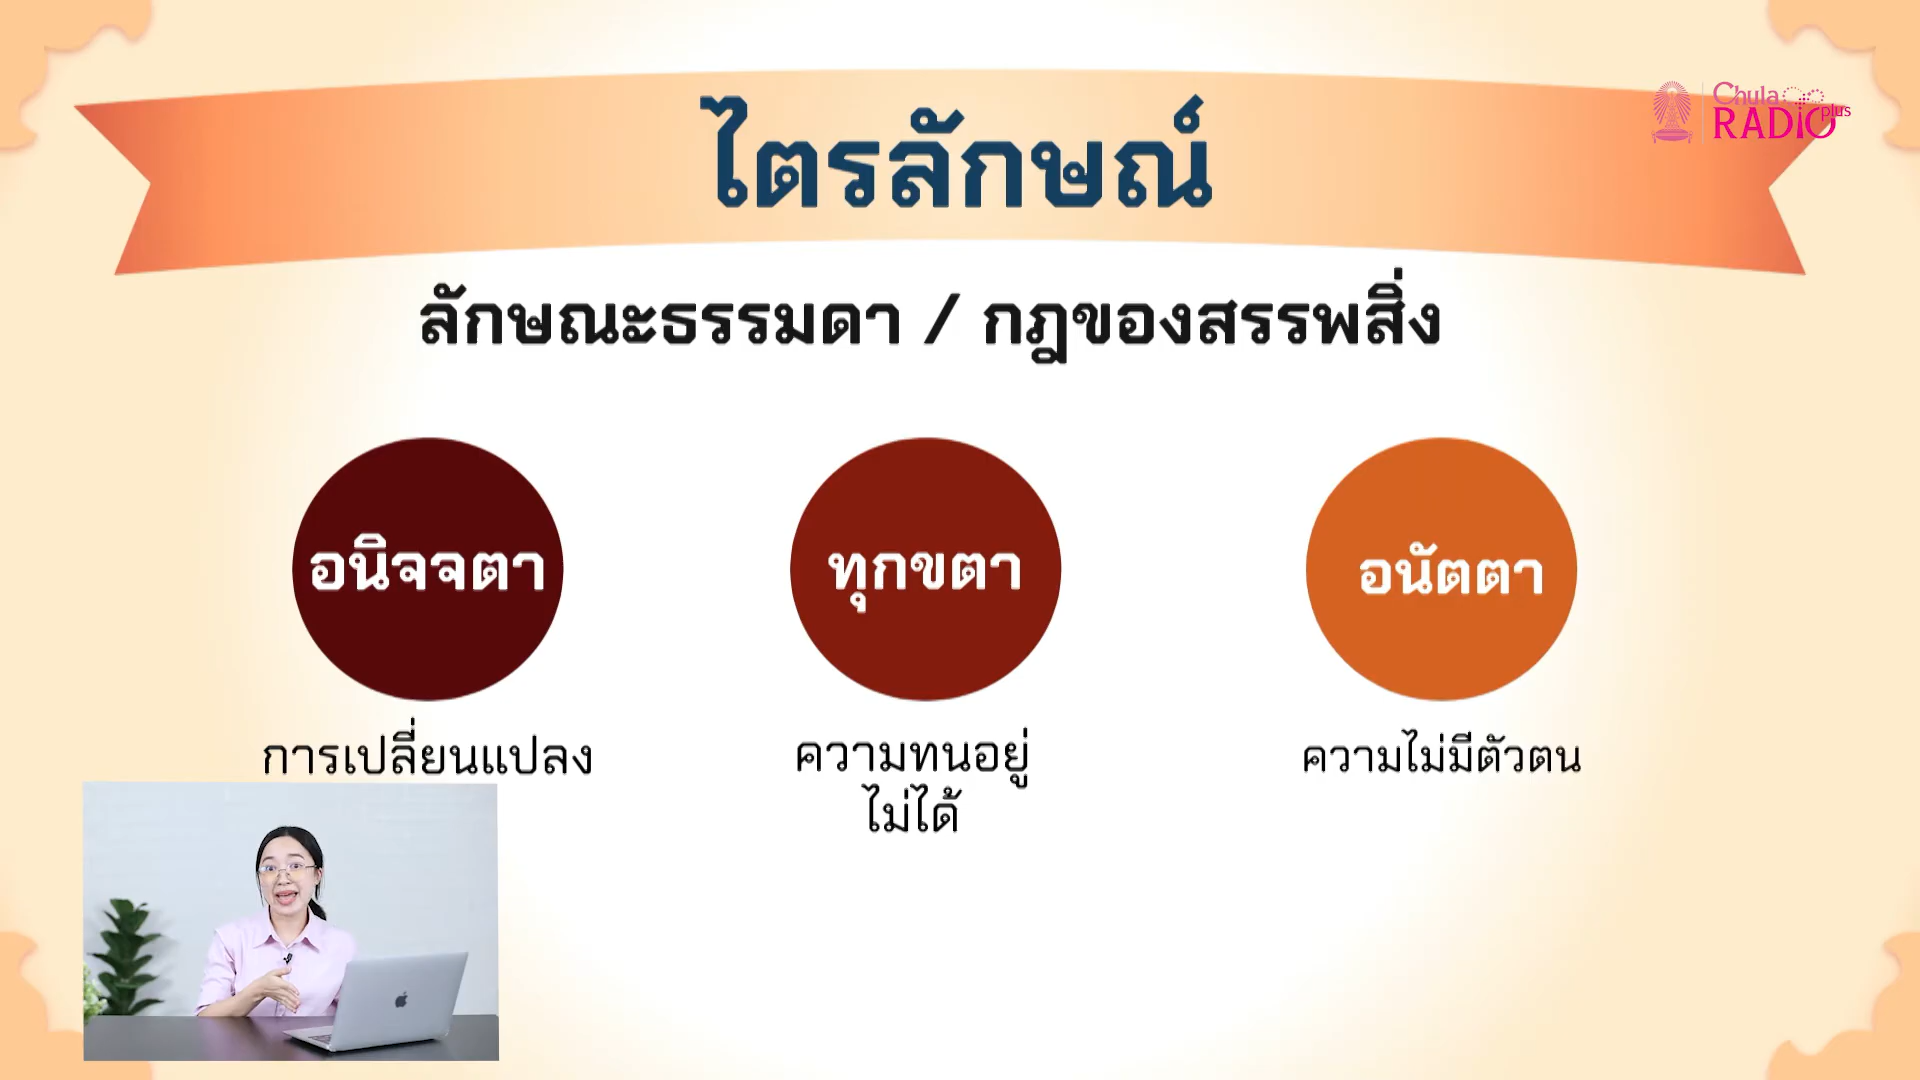 ไตรลักษณ์
Chula
RADIO plus
ลักษณะธรรมดา / กฎของสรรพสิ่ง
อนิจจตา
ทุกขตา
อนัตตา
การเปลี่ยนแปลง
ความทนอยู่
ไม่ได้
ความไม่มีตัวตน